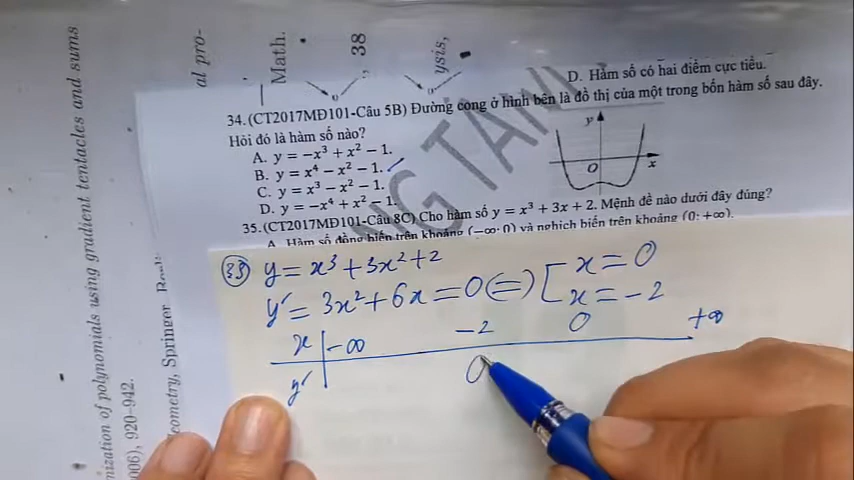 al pro-
Math.
, 38
ysis,
nization of polynomials using gradient tentacles and sums
006), 920–942.
eometry, Springer
D. Hàm số có hai điểm cực tiểu.
34.(CT2017MĐ101-Câu 5B) Đường cong ở hình bên là đồ thị của một trong bốn hàm số sau đây.
Hỏi đó là hàm số nào?
A. y = −x³ + x² − 1.
B. y = x⁴ − x² − 1.
C. y = x³ − x² − 1.
D. y = −x⁴ + x² − 1.
y
O
x
NG TÀNN
35.(CT2017MĐ101-Câu 8C) Cho hàm số y = x³ + 3x + 2. Mệnh đề nào dưới đây đúng?
A. Hàm số đồng biến trên khoảng (−∞; 0) và nghịch biến trên khoảng (0; +∞).
33 y = x³ + 3x² + 2
y' = 3x² + 6x = 0 ⇔ [ x = 0
x = −2
x −∞ −2 0 +∞
y' 0